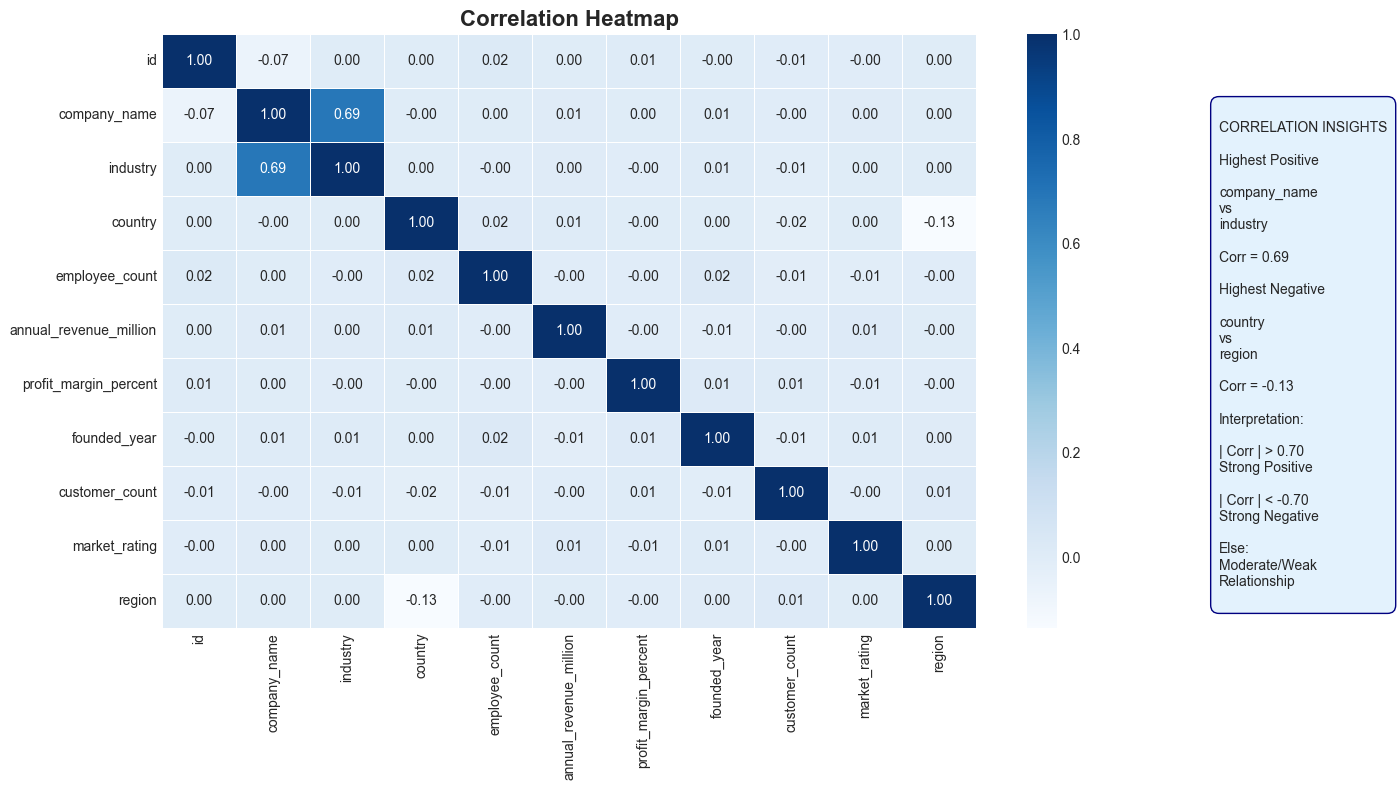 Correlation Heatmap
id 1.00 -0.07 0.00 0.00 0.02 0.00 0.01 -0.00 -0.01 -0.00 0.00
company_name -0.07 1.00 0.69 -0.00 0.00 0.01 0.00 0.01 -0.00 0.00 0.00
industry 0.00 0.69 1.00 0.00 -0.00 0.00 -0.00 0.01 -0.01 0.00 0.00
country 0.00 -0.00 0.00 1.00 0.02 0.01 -0.00 0.00 -0.02 0.00 -0.13
employee_count 0.02 0.00 -0.00 0.02 1.00 -0.00 -0.00 0.02 -0.01 -0.01 -0.00
annual_revenue_million 0.00 0.01 0.00 0.01 -0.00 1.00 -0.00 -0.01 -0.00 0.01 -0.00
profit_margin_percent 0.01 0.00 -0.00 -0.00 -0.00 -0.00 1.00 0.01 0.01 -0.01 -0.00
founded_year -0.00 0.01 0.01 0.00 0.02 -0.01 0.01 1.00 -0.01 0.01 0.00
customer_count -0.01 -0.00 -0.01 -0.02 -0.01 -0.00 0.01 -0.01 1.00 -0.00 0.01
market_rating -0.00 0.00 0.00 0.00 -0.01 0.01 -0.01 0.01 -0.00 1.00 0.00
region 0.00 0.00 0.00 -0.13 -0.00 -0.00 -0.00 0.00 0.01 0.00 1.00
id
company_name
industry
country
employee_count
annual_revenue_million
profit_margin_percent
founded_year
customer_count
market_rating
region
1.0
0.8
0.6
0.4
0.2
0.0
CORRELATION INSIGHTS
Highest Positive
company_name
vs
industry
Corr = 0.69
Highest Negative
country
vs
region
Corr = -0.13
Interpretation:
| Corr | > 0.70
Strong Positive
| Corr | < -0.70
Strong Negative
Else:
Moderate/Weak
Relationship